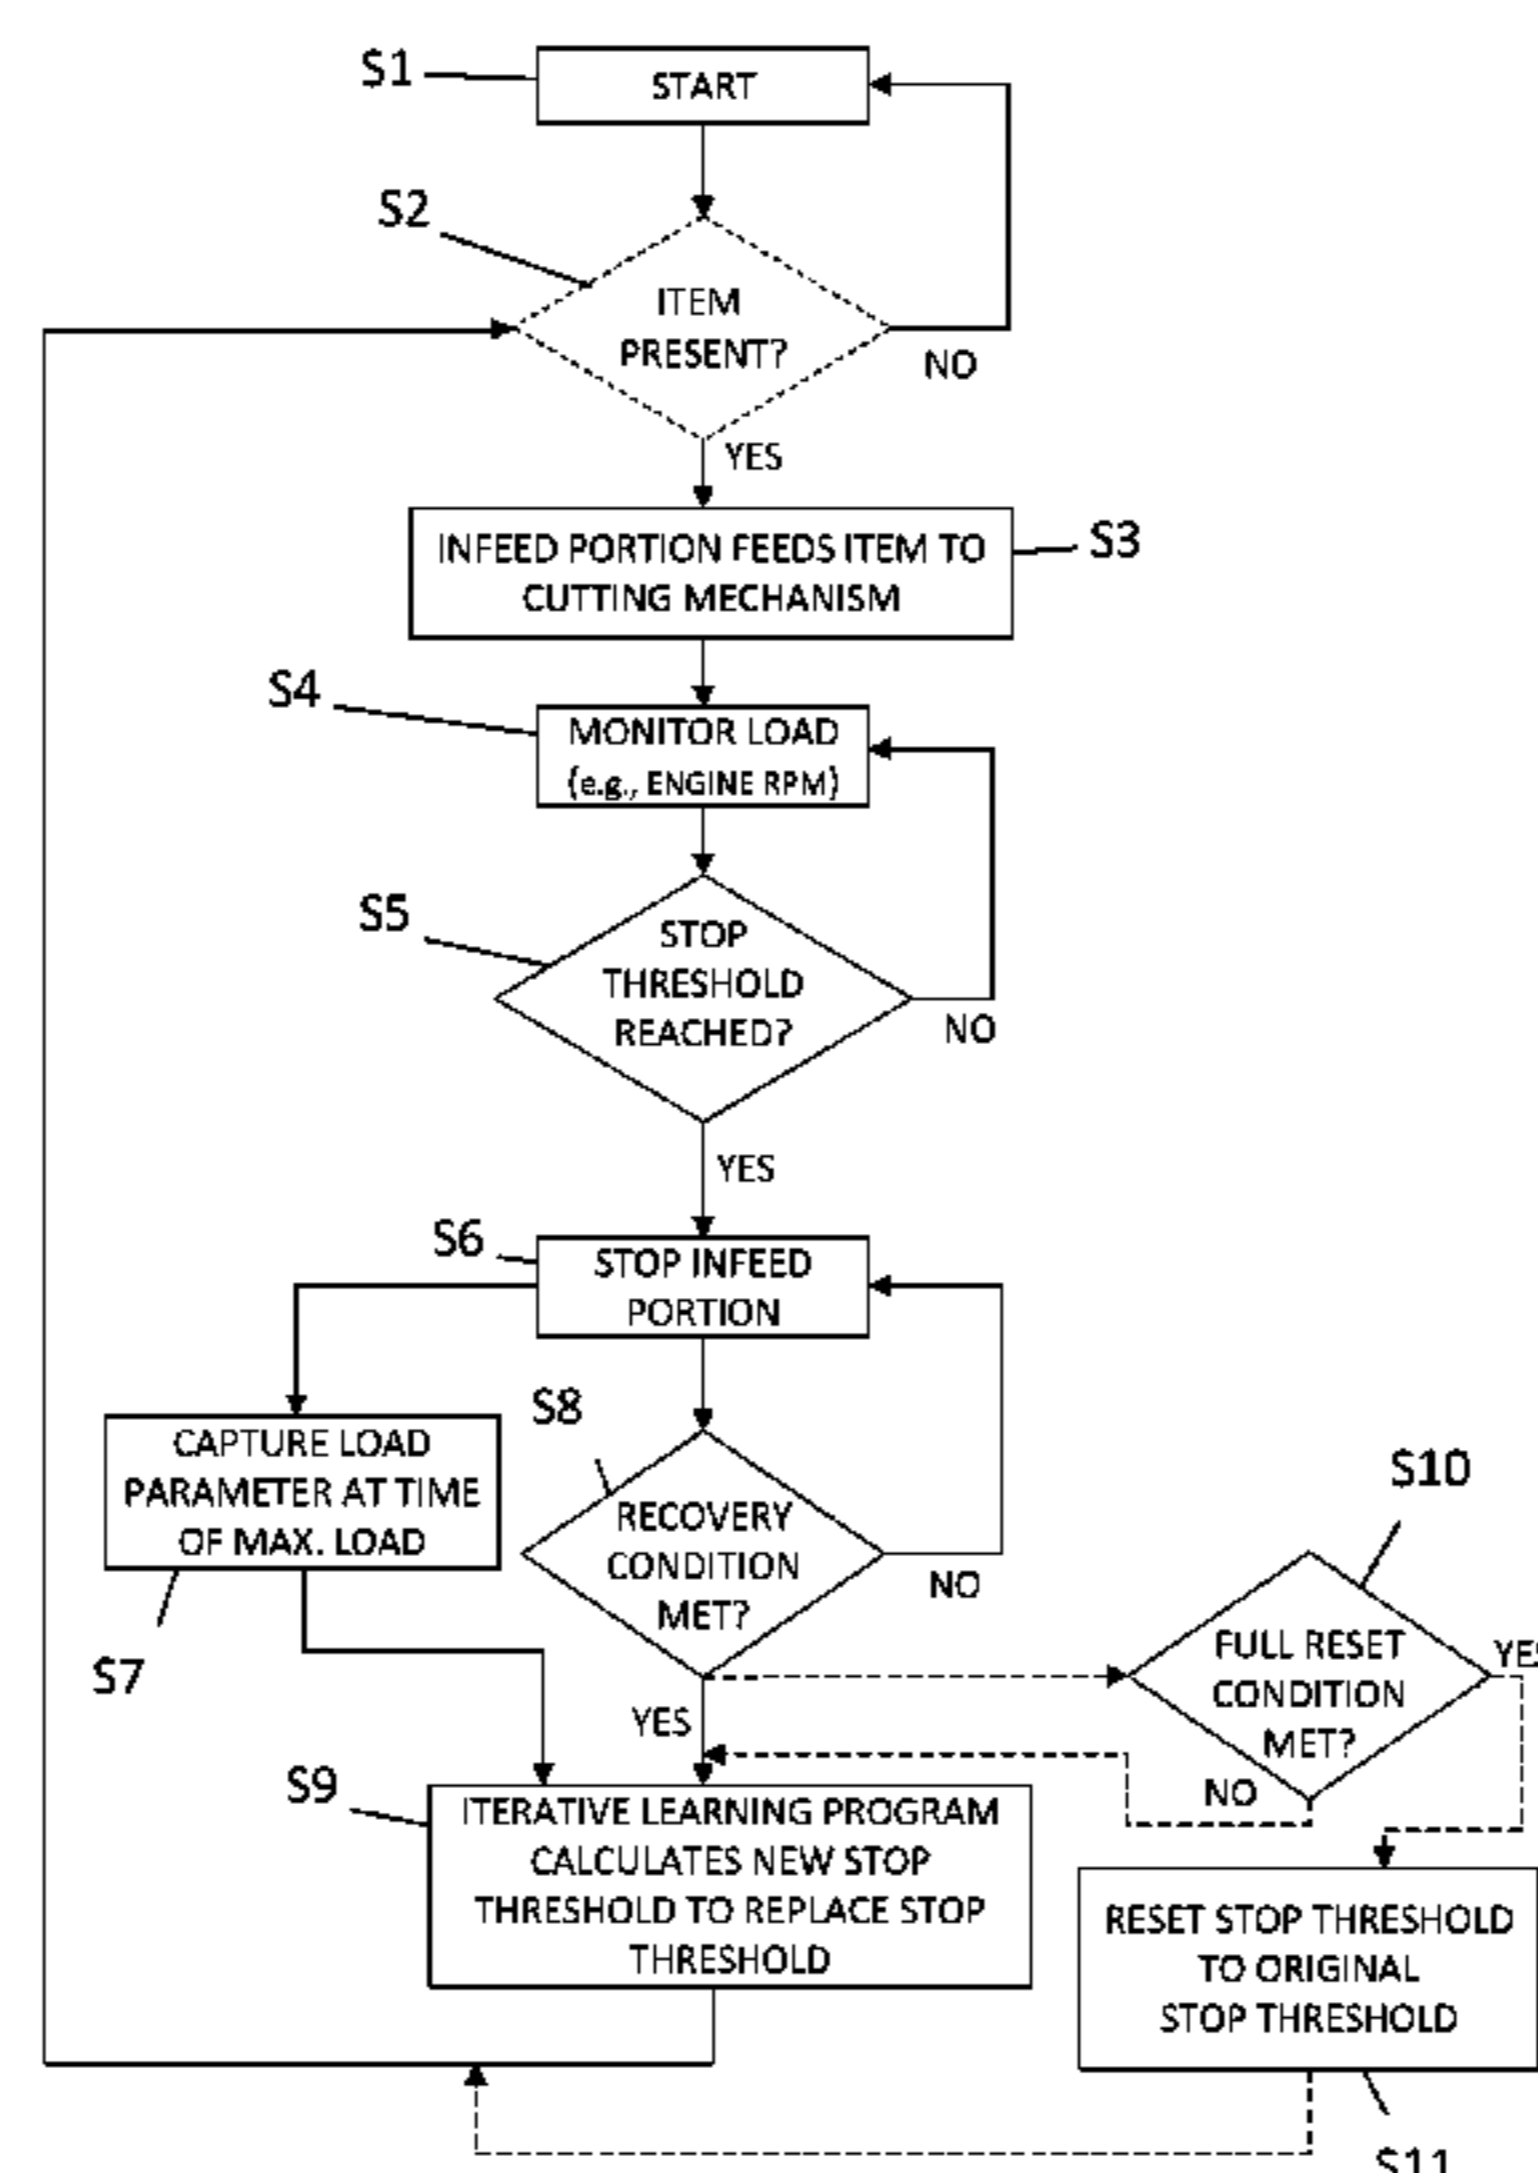 S1
START
S2
ITEM
PRESENT?
NO
YES
INFEED PORTION FEEDS ITEM TO
CUTTING MECHANISM
S3
S4
MONITOR LOAD
(e.g., ENGINE RPM)
S5
STOP
THRESHOLD
REACHED?
NO
YES
S6
STOP INFEED
PORTION
S8
CAPTURE LOAD
PARAMETER AT TIME
OF MAX. LOAD
S7
RECOVERY
CONDITION
MET?
NO
S10
FULL RESET
CONDITION
MET?
YES
YES
NO
S9
ITERATIVE LEARNING PROGRAM
CALCULATES NEW STOP
THRESHOLD TO REPLACE STOP
THRESHOLD
RESET STOP THRESHOLD
TO ORIGINAL
STOP THRESHOLD
S11